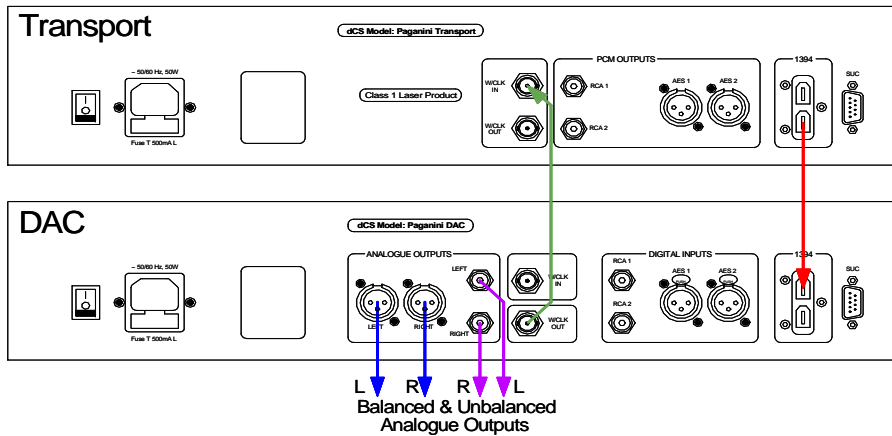 Transport
dCS Model: Paganini Transport
~ 50/60 Hz, 50W
Fuse T 500mA L
Class 1 Laser Product
W/CLK
IN
W/CLK
OUT
PCM OUTPUTS
RCA 1
RCA 2
AES 1
AES 2
1394
SUC
DAC
dCS Model: Paganini DAC
~ 50/60 Hz, 50W
Fuse T 500mA L
ANALOGUE OUTPUTS
LEFT
RIGHT
LEFT
RIGHT
W/CLK
IN
W/CLK
OUT
DIGITAL INPUTS
RCA 1
RCA 2
AES 1
AES 2
1394
SUC
L R R L
Balanced & Unbalanced
Analogue Outputs